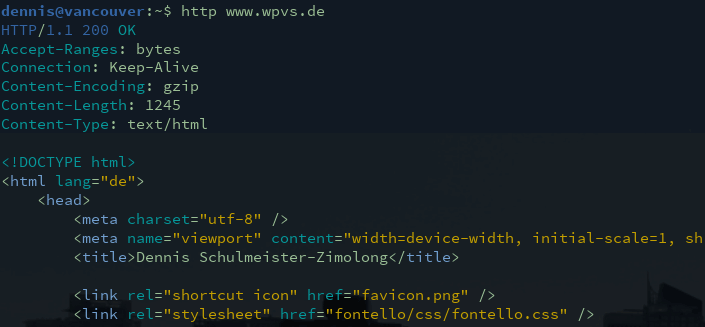 dennis@vancouver:~$ http www.wpvs.de
HTTP/1.1 200 OK
Accept-Ranges: bytes
Connection: Keep-Alive
Content-Encoding: gzip
Content-Length: 1245
Content-Type: text/html

<!DOCTYPE html>
<html lang="de">
    <head>
        <meta charset="utf-8" />
        <meta name="viewport" content="width=device-width, initial-scale=1, sh
        <title>Dennis Schulmeister-Zimolong</title>

        <link rel="shortcut icon" href="favicon.png" />
        <link rel="stylesheet" href="fontello/css/fontello.css" />